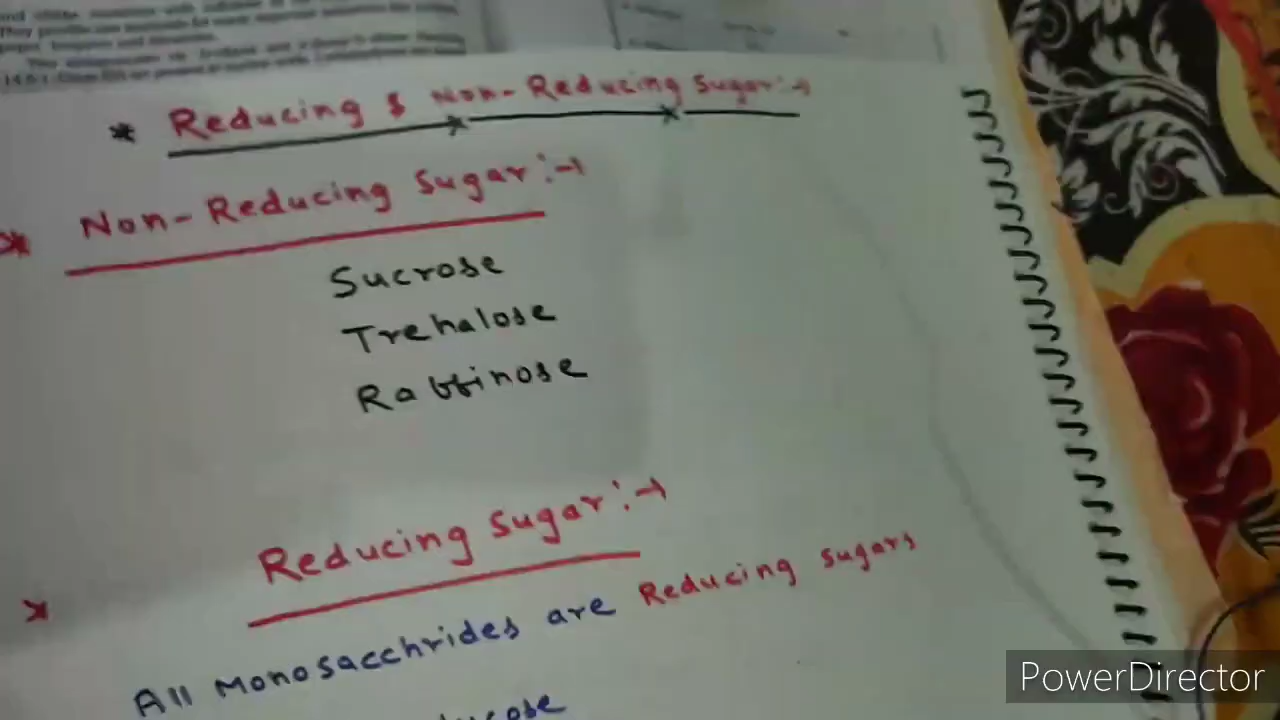 * Reducing & Non-Reducing Sugar:→
* Non-Reducing Sugar:→
Sucrose
Trehalose
Raffinose
* Reducing Sugar:→
All Monosacchrides are Reducing sugars
PowerDirector